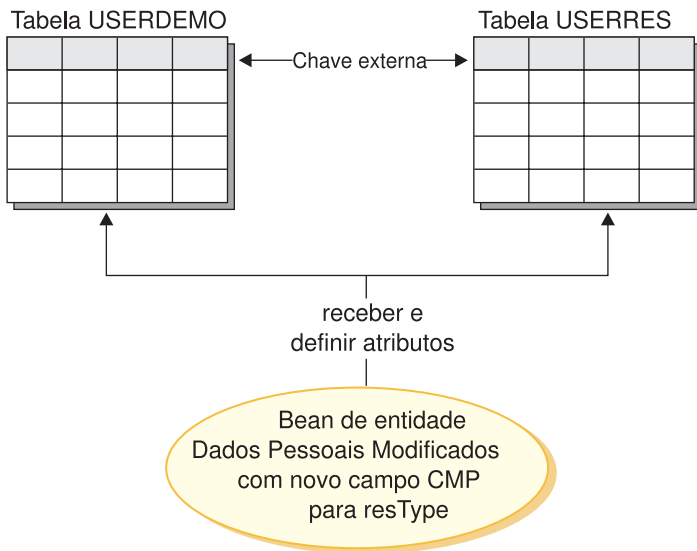 Tabela USERDEMO
Tabela USERRES
Chave externa
receber e
definir atributos
Bean de entidade
Dados Pessoais Modificados
com novo campo CMP
para resType